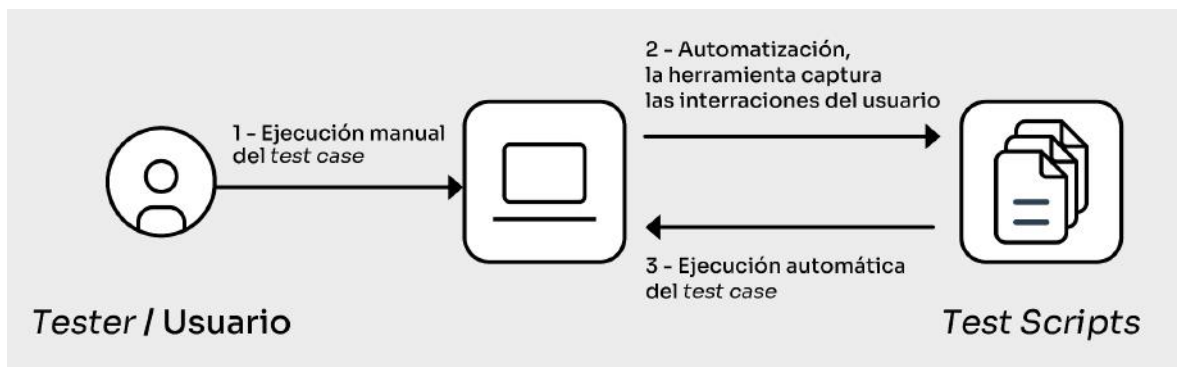 1 - Ejecución manual
del test case
2 - Automatización,
la herramienta captura
las interraciones del usuario
3 - Ejecución automática
del test case
Tester / Usuario
Test Scripts